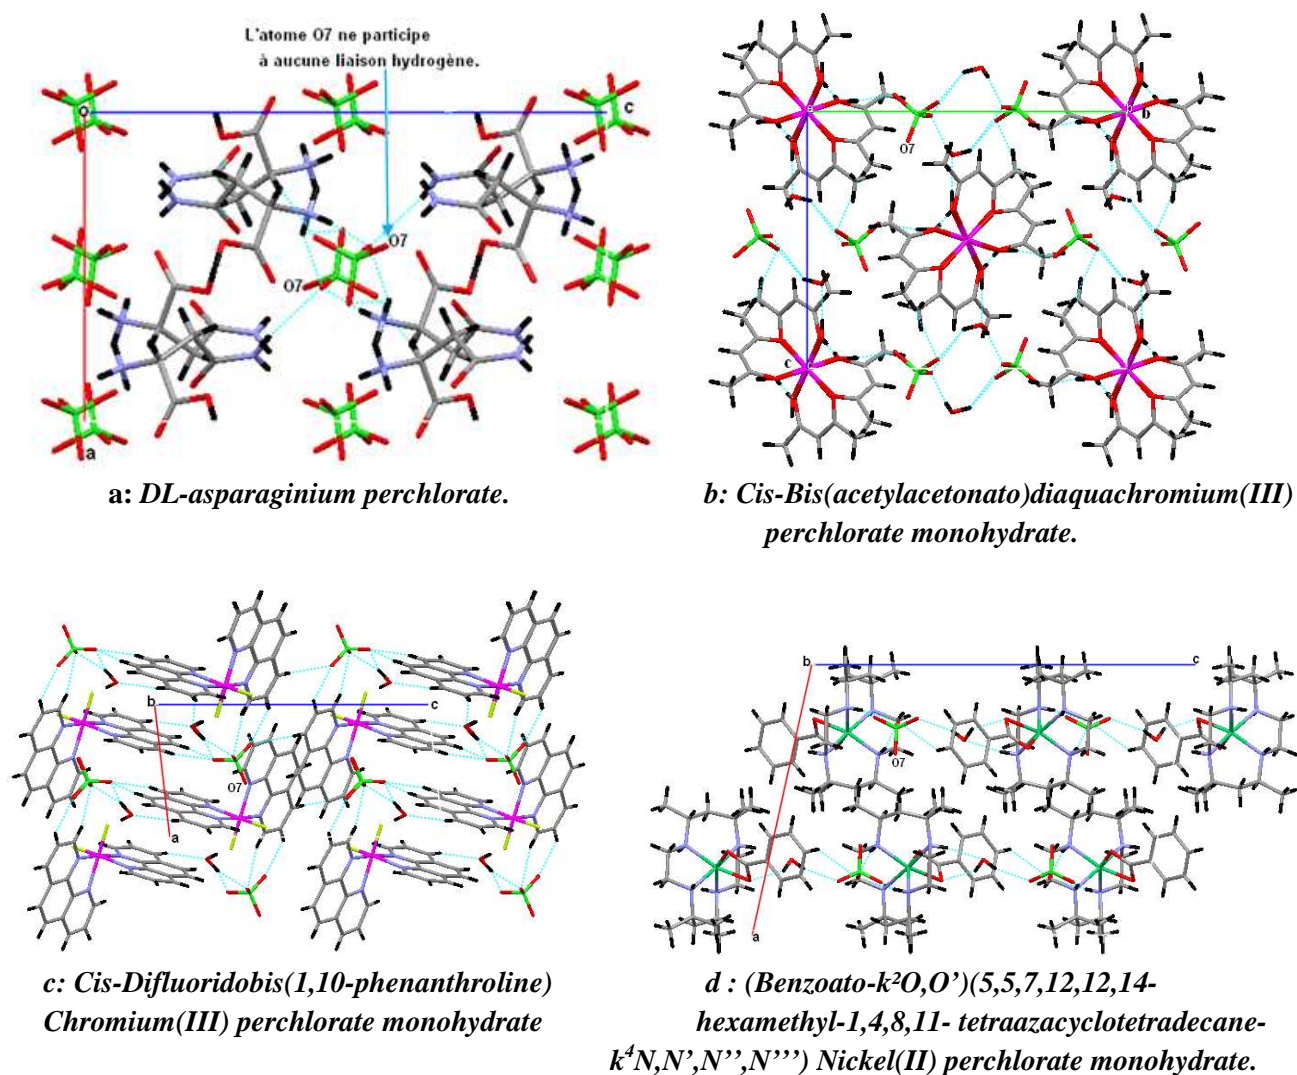 L'atome O7 ne participe
à aucune liaison hydrogène.
o
c
O7
O7
a
a: DL-asparaginium perchlorate.
b
O7
c
b: Cis-Bis(acetylacetonato)diaquachromium(III)
perchlorate monohydrate.
b
c
O7
a
c: Cis-Difluoridobis(1,10-phenanthroline)
Chromium(III) perchlorate monohydrate
b
c
O7
a
d : (Benzoato-k²O,O’)(5,5,7,12,12,14-
hexamethyl-1,4,8,11- tetraazacyclotetradecane-
k⁴N,N',N’’,N’’’) Nickel(II) perchlorate monohydrate.